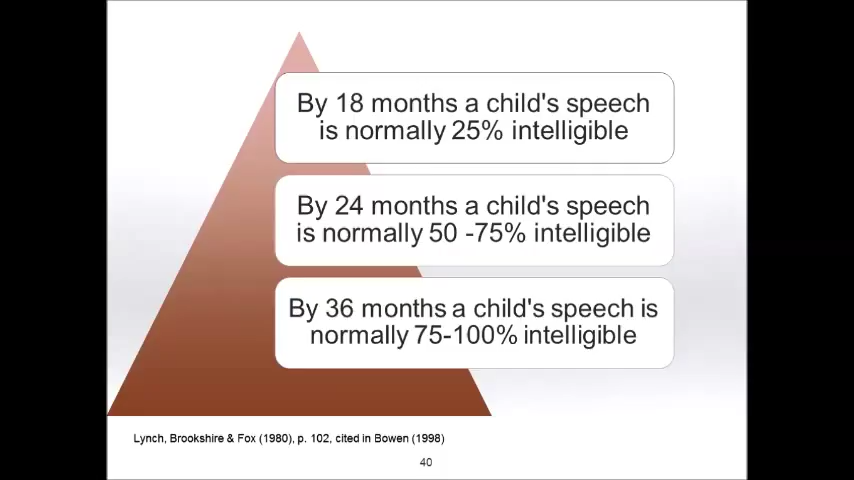 By 18 months a child's speech
is normally 25% intelligible
By 24 months a child's speech
is normally 50 -75% intelligible
By 36 months a child's speech is
normally 75-100% intelligible
Lynch, Brookshire & Fox (1980), p. 102, cited in Bowen (1998)
40